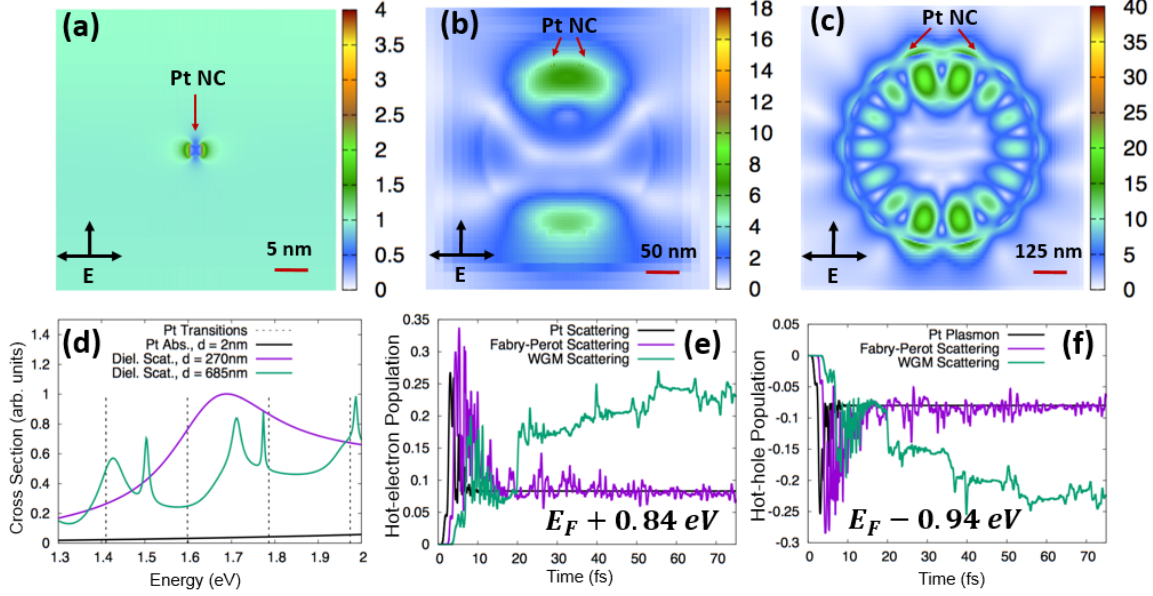 (a)
Pt NC
E
5 nm
4
3.5
3
2.5
2
1.5
1
0.5
0
(b)
Pt NC
E
50 nm
18
16
14
12
10
8
6
4
2
0
(c)
Pt NC
E
125 nm
40
35
30
25
20
15
10
5
0
(d)
Pt Transitions
Pt Abs., d = 2nm
Diel. Scat., d = 270nm
Diel. Scat., d = 685nm
Cross Section (arb. units)
1.4
1.2
1
0.8
0.6
0.4
0.2
0
1.3 1.4 1.5 1.6 1.7 1.8 1.9 2
Energy (eV)
(e)
Pt Scattering
Fabry-Perot Scattering
WGM Scattering
Hot-electron Population
0.35
0.30
0.25
0.20
0.15
0.10
0.05
0
E_F + 0.84 eV
0 10 20 30 40 50 60 70
Time (fs)
(f)
Pt Plasmon
Fabry-Perot Scattering
WGM Scattering
Hot-hole Population
0.05
0
-0.05
-0.10
-0.15
-0.20
-0.25
-0.30
E_F − 0.94 eV
0 10 20 30 40 50 60 70
Time (fs)